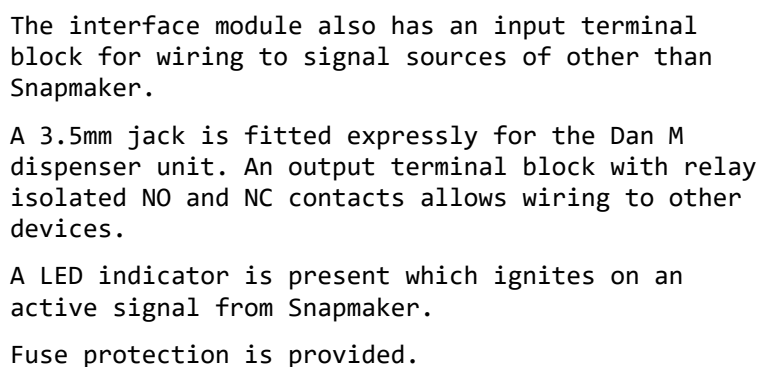 The interface module also has an input terminal
block for wiring to signal sources of other than
Snapmaker.
A 3.5mm jack is fitted expressly for the Dan M
dispenser unit. An output terminal block with relay
isolated NO and NC contacts allows wiring to other
devices.
A LED indicator is present which ignites on an
active signal from Snapmaker.
Fuse protection is provided.